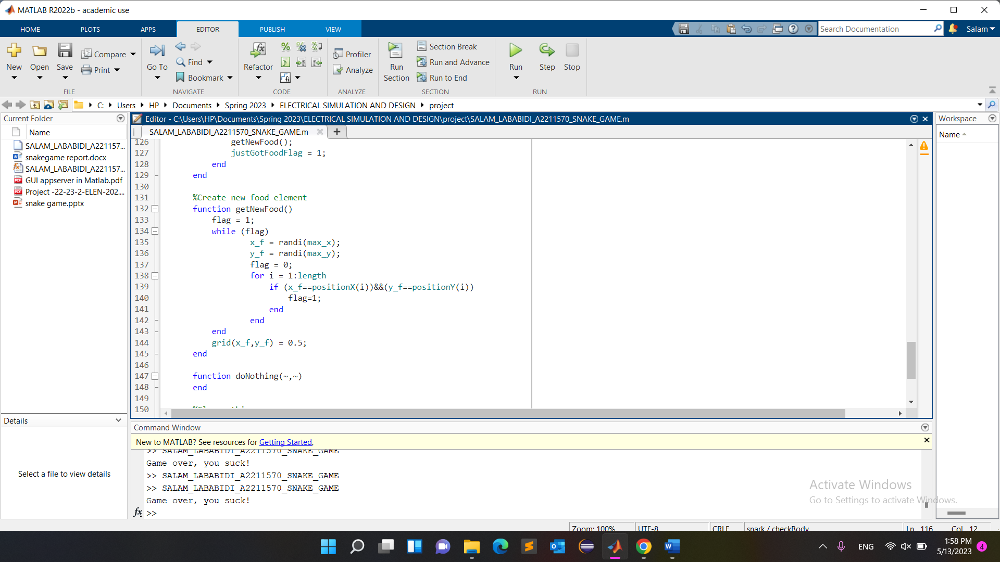 MATLAB R2022b - academic use
HOME PLOTS APPS EDITOR PUBLISH VIEW Search Documentation Salam
New Open Save Compare Print Go To Find Bookmark Refactor Profiler Analyze Run Section Section Break Run and Advance Run to End Run Step Stop
FILE NAVIGATE CODE ANALYZE SECTION RUN
C: Users HP Documents Spring 2023 ELECTRICAL SIMULATION AND DESIGN project
Current Folder
Name
SALAM_LABABIDI_A221157...
snakegame report.docx
SALAM_LABABIDI_A221157...
GUI appserver in Matlab.pdf
Project -22-23-2-ELEN-202....
snake game.pptx
Details
Select a file to view details
Editor - C:\Users\HP\Documents\Spring 2023\ELECTRICAL SIMULATION AND DESIGN\project\SALAM_LABABIDI_A2211570_SNAKE_GAME.m
SALAM_LABABIDI_A2211570_SNAKE_GAME.m
126 getNewFood();
127 justGotFoodFlag = 1;
128 end
129 end
130
131 %Create new food element
132 function getNewFood()
133 flag = 1;
134 while (flag)
135 x_f = randi(max_x);
136 y_f = randi(max_y);
137 flag = 0;
138 for i = 1:length
139 if (x_f==positionX(i))&&(y_f==positionY(i))
140 flag=1;
141 end
142 end
143 end
144 grid(x_f,y_f) = 0.5;
145 end
146
147 function doNothing(~,~)
148 end
149
150
Workspace
Name
Command Window
New to MATLAB? See resources for Getting Started.
>> SALAM_LABABIDI_A2211570_SNAKE_GAME
Game over, you suck!
>> SALAM_LABABIDI_A2211570_SNAKE_GAME
>> SALAM_LABABIDI_A2211570_SNAKE_GAME
Game over, you suck!
fx >>
Activate Windows
Go to Settings to activate Windows.
Zoom: 100% UTF-8 CRLF snark / checkBody Ln 116 Col 12
ENG
1:58 PM
5/13/2023
4